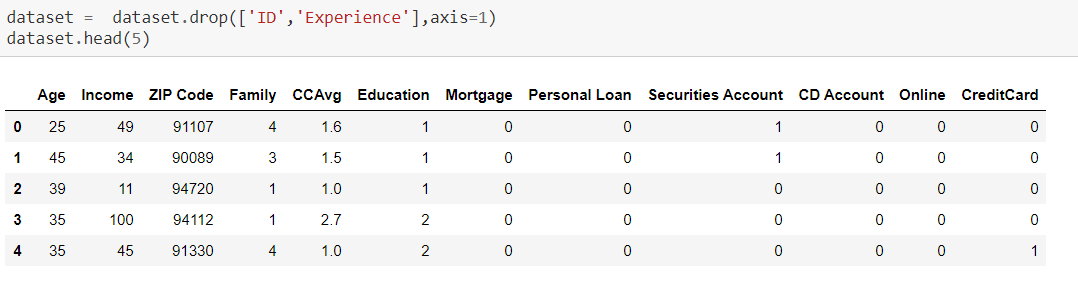 dataset =  dataset.drop(['ID','Experience'],axis=1)
dataset.head(5)
Age Income ZIP Code Family CCAvg Education Mortgage Personal Loan Securities Account CD Account Online CreditCard
0 25 49 91107 4 1.6 1 0 0 1 0 0 0
1 45 34 90089 3 1.5 1 0 0 1 0 0 0
2 39 11 94720 1 1.0 1 0 0 0 0 0 0
3 35 100 94112 1 2.7 2 0 0 0 0 0 0
4 35 45 91330 4 1.0 2 0 0 0 0 0 1